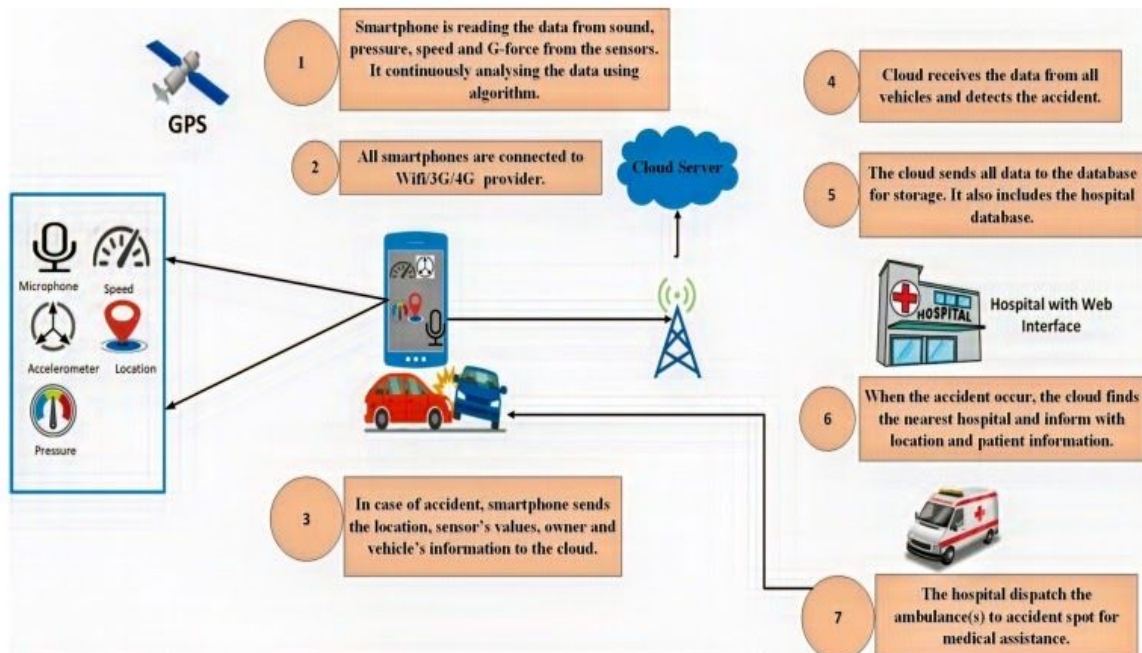 1
Smartphone is reading the data from sound,
pressure, speed and G-force from the sensors.
It continuously analysing the data using
algorithm.
GPS
2
All smartphones are connected to
Wifi/3G/4G provider.
Cloud Server
4
Cloud receives the data from all
vehicles and detects the accident.
5
The cloud sends all data to the database
for storage. It also includes the hospital
database.
Microphone
Speed
Accelerometer
Location
Pressure
HOSPITAL
Hospital with Web
Interface
6
When the accident occur, the cloud finds
the nearest hospital and inform with
location and patient information.
3
In case of accident, smartphone sends
the location, sensor's values, owner and
vehicle's information to the cloud.
7
The hospital dispatch the
ambulance(s) to accident spot for
medical assistance.